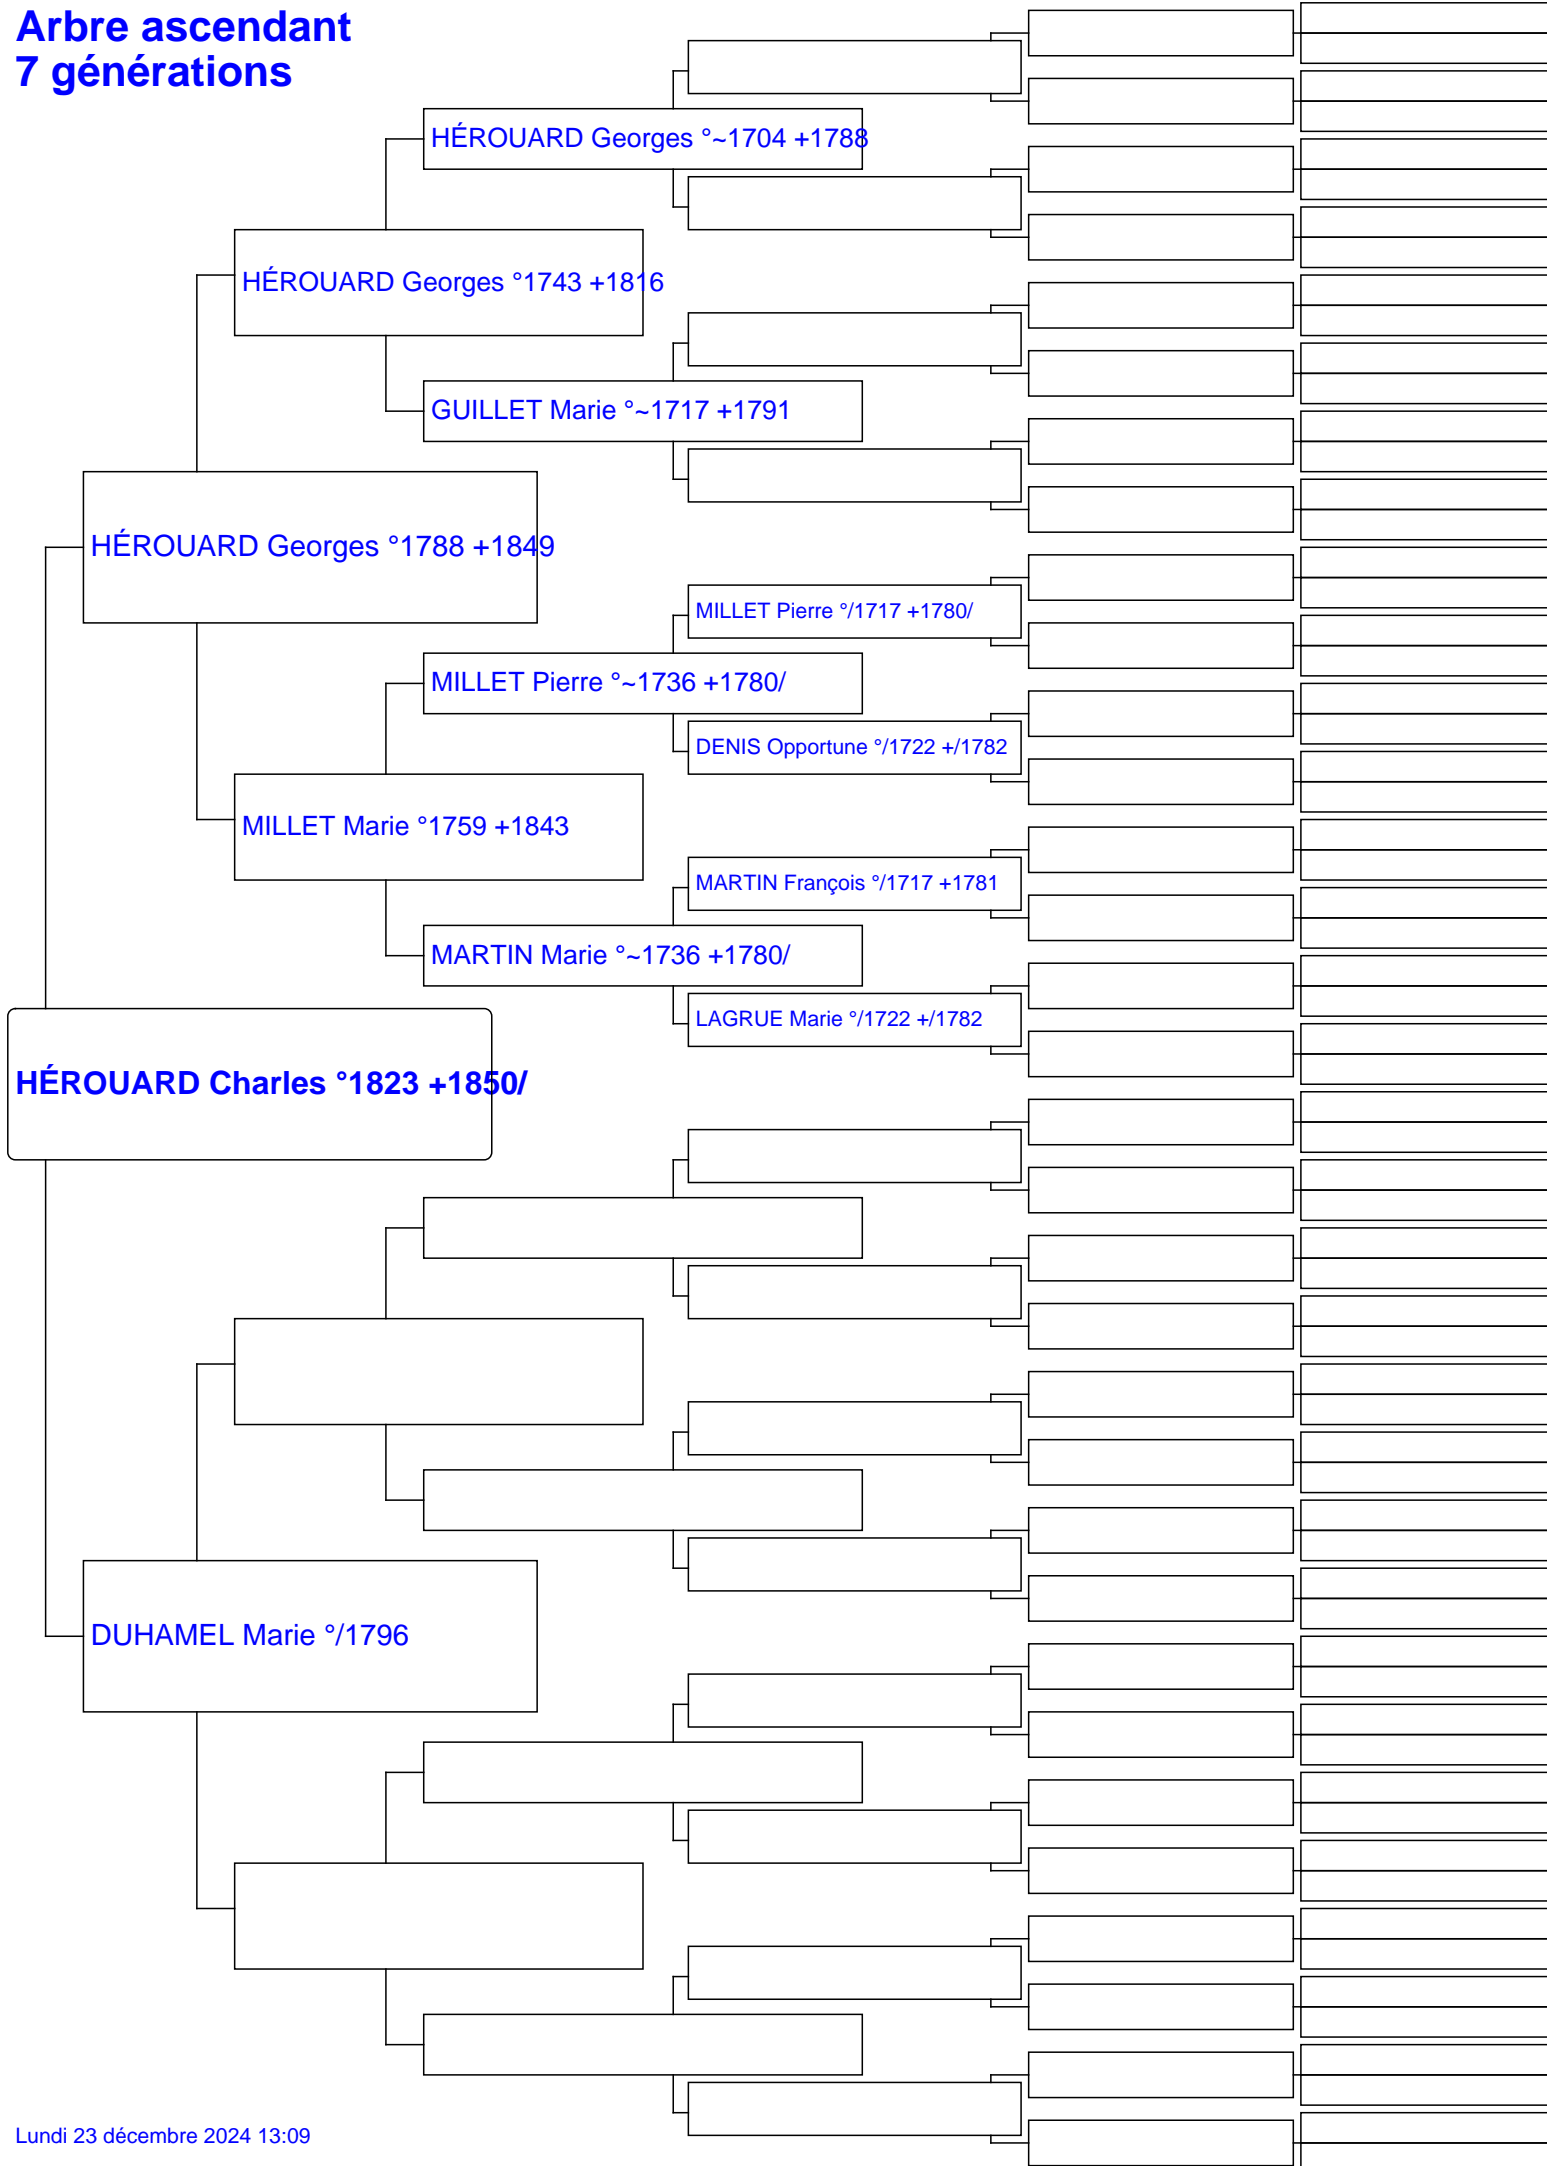 Arbre ascendant
7 générations
HÉROUARD Georges °~1704 +1788
HÉROUARD Georges °1743 +1816
GUILLET Marie °~1717 +1791
HÉROUARD Georges °1788 +1849
MILLET Pierre °/1717 +1780/
MILLET Pierre °~1736 +1780/
DENIS Opportune °/1722 +/1782
MILLET Marie °1759 +1843
MARTIN François °/1717 +1781
MARTIN Marie °~1736 +1780/
LAGRUE Marie °/1722 +/1782
HÉROUARD Charles °1823 +1850/
DUHAMEL Marie °/1796
Lundi 23 décembre 2024 13:09